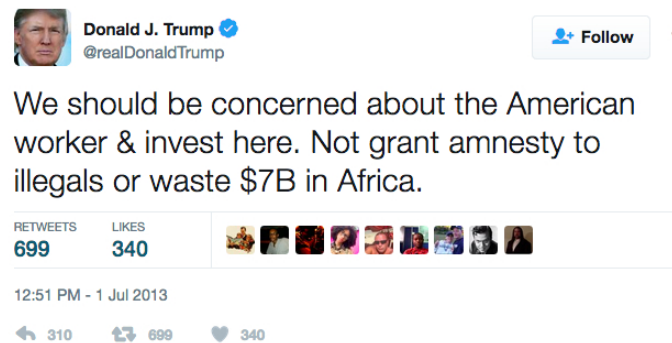 Donald J. Trump
@realDonaldTrump
Follow
We should be concerned about the American
worker & invest here. Not grant amnesty to
illegals or waste $7B in Africa.
RETWEETS LIKES
699 340
12:51 PM - 1 Jul 2013
310 699 340